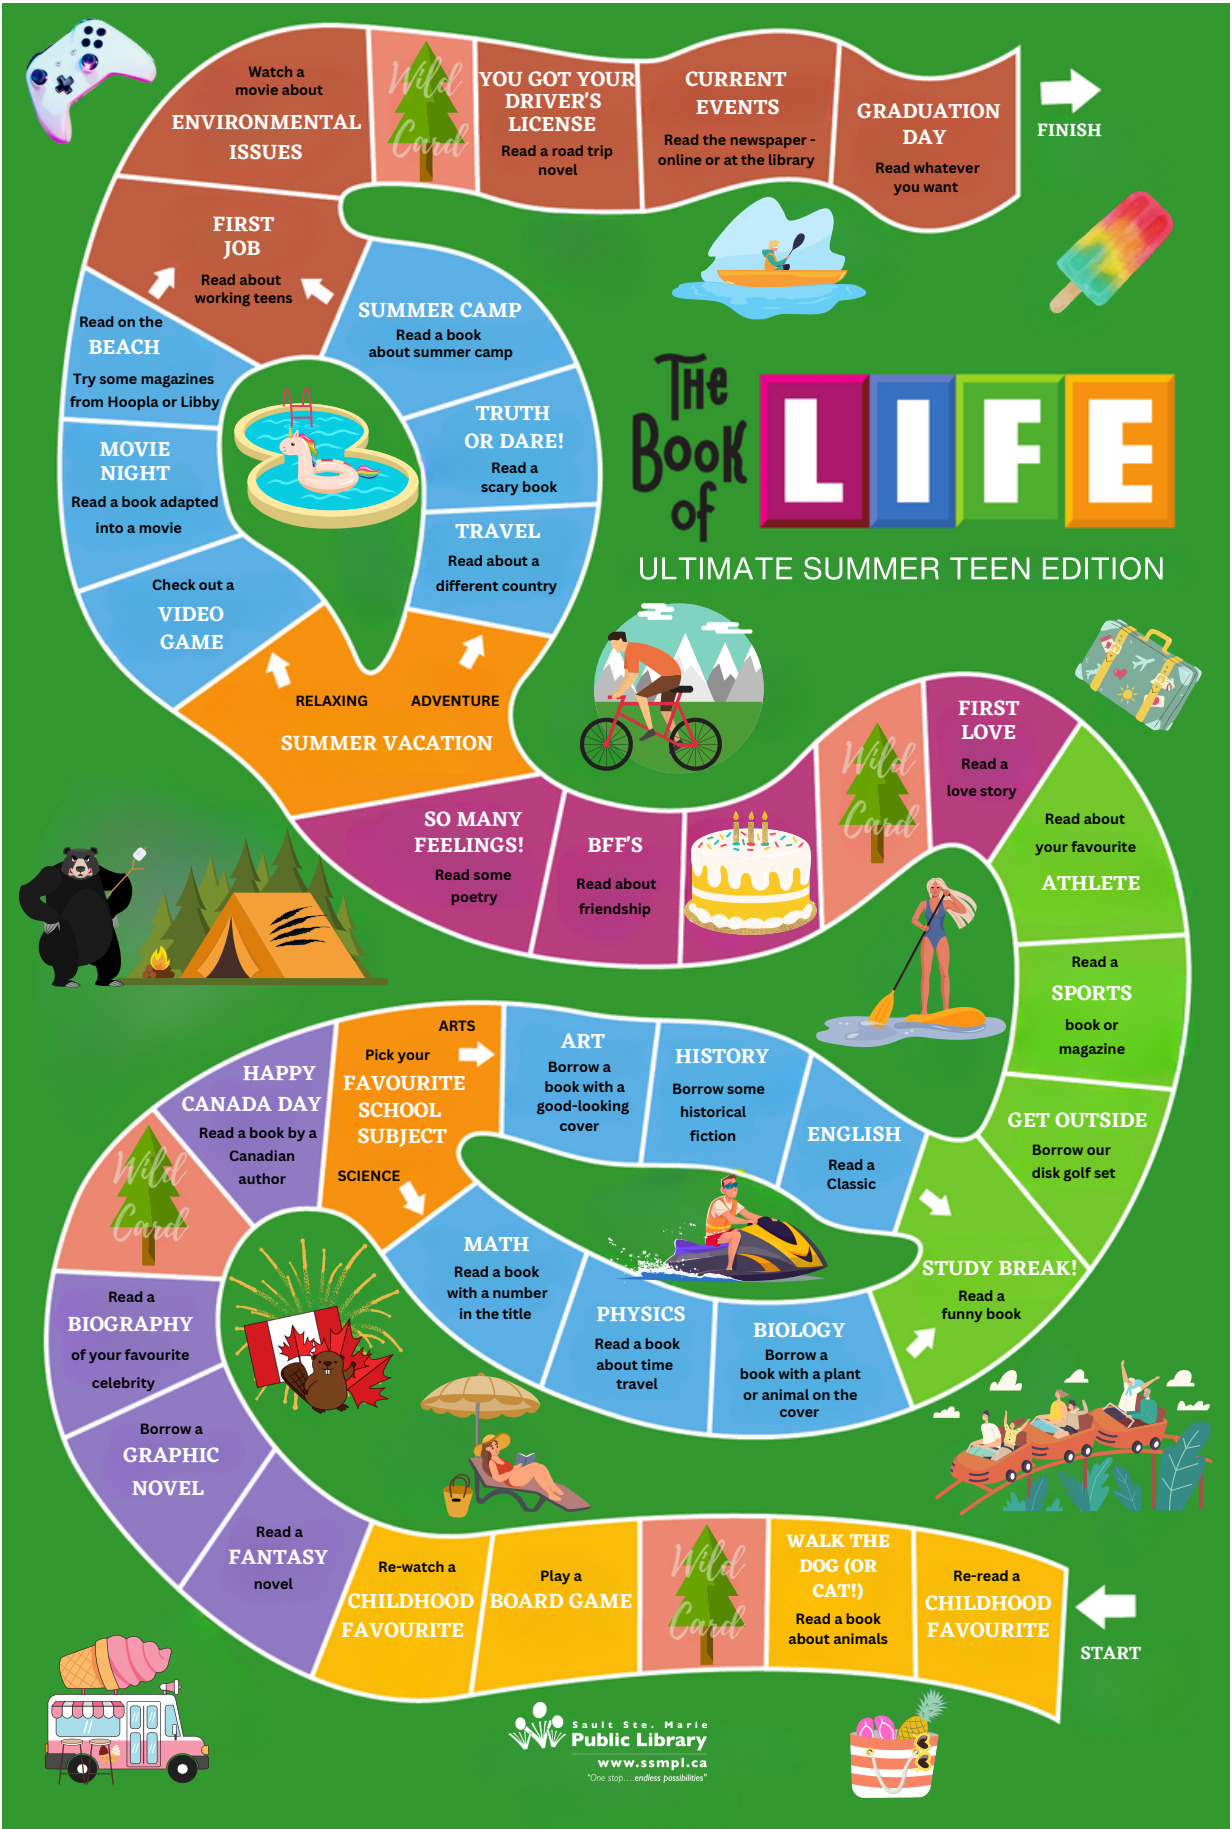 Watch a
movie about
ENVIRONMENTAL
ISSUES
Wild
Card
YOU GOT YOUR
DRIVER'S
LICENSE
Read a road trip
novel
CURRENT
EVENTS
Read the newspaper -
online or at the library
GRADUATION
DAY
Read whatever
you want
FINISH
FIRST
JOB
Read about
working teens
Read on the
BEACH
Try some magazines
from Hoopla or Libby
SUMMER CAMP
Read a book
about summer camp
MOVIE
NIGHT
Read a book adapted
into a movie
TRUTH
OR DARE!
Read a
scary book
Check out a
VIDEO
GAME
TRAVEL
Read about a
different country
THE
BOOK
of
LIFE
ULTIMATE SUMMER TEEN EDITION
RELAXING
ADVENTURE
SUMMER VACATION
SO MANY
FEELINGS!
Read some
poetry
BFF'S
Read about
friendship
Wild
Card
FIRST
LOVE
Read a
love story
Read about
your favourite
ATHLETE
Read a
SPORTS
book or
magazine
GET OUTSIDE
Borrow our
disk golf set
STUDY BREAK!
Read a
funny book
ARTS
Pick your
FAVOURITE
SCHOOL
SUBJECT
SCIENCE
ART
Borrow a
book with a
good-looking
cover
HISTORY
Borrow some
historical
fiction
ENGLISH
Read a
Classic
MATH
Read a book
with a number
in the title
PHYSICS
Read a book
about time
travel
BIOLOGY
Borrow a
book with a plant
or animal on the
cover
HAPPY
CANADA DAY
Read a book by a
Canadian
author
Wild
Card
Read a
BIOGRAPHY
of your favourite
celebrity
Borrow a
GRAPHIC
NOVEL
Read a
FANTASY
novel
Re-watch a
CHILDHOOD
FAVOURITE
Play a
BOARD GAME
Wild
Card
WALK THE
DOG (OR
CAT!)
Read a book
about animals
Re-read a
CHILDHOOD
FAVOURITE
START
Sault Ste. Marie
Public Library
www.ssmpl.ca
"One stop....endless possibilities"